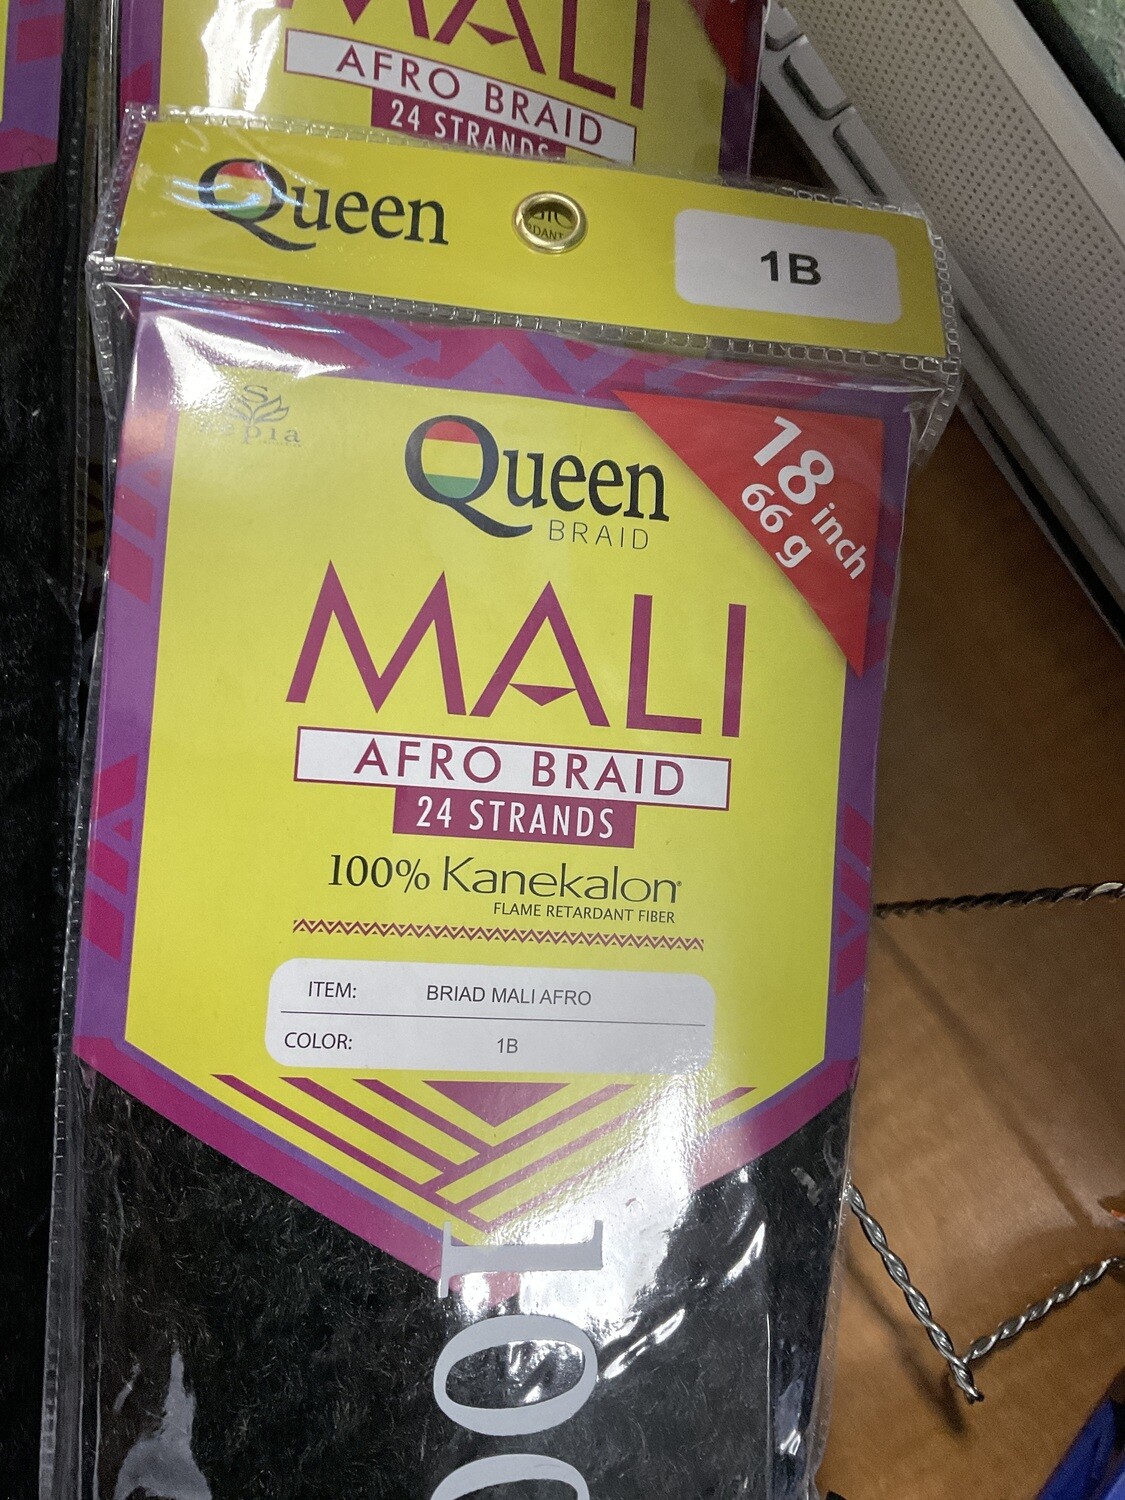 MALI
AFRO BRAID
24 STRANDS
Queen
1B
Queen
BRAID
18 inch
66 g
MALI
AFRO BRAID
24 STRANDS
100% Kanekalon®
FLAME RETARDANT FIBER
ITEM: BRIAD MALI AFRO
COLOR: 1B
100